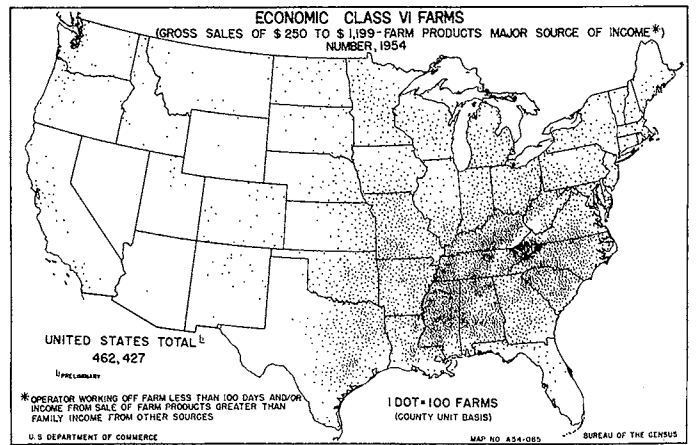 ECONOMIC CLASS VI FARMS
(GROSS SALES OF $250 TO $1,199-FARM PRODUCTS MAJOR SOURCE OF INCOME*)
NUMBER, 1954
UNITED STATES TOTAL 1/
462,427
1/ PRELIMINARY
* OPERATOR WORKING OFF FARM LESS THAN 100 DAYS AND/OR
INCOME FROM SALE OF FARM PRODUCTS GREATER THAN
FAMILY INCOME FROM OTHER SOURCES
1 DOT=100 FARMS
(COUNTY UNIT BASIS)
U.S DEPARTMENT OF COMMERCE
MAP NO A54-085
BUREAU OF THE CENSUS